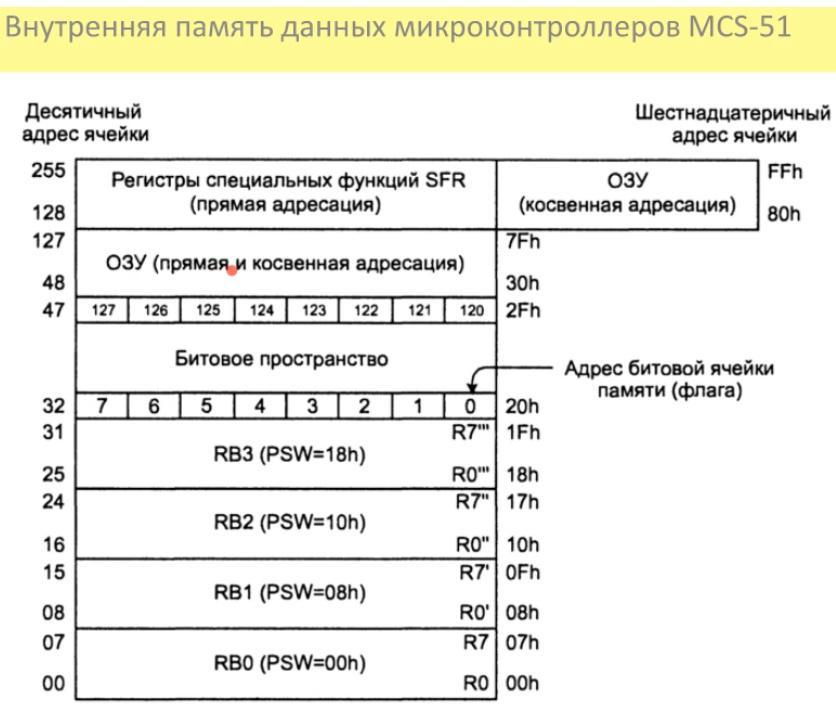 Внутренняя память данных микроконтроллеров MCS-51
Десятичный
адрес ячейки
Шестнадцатеричный
адрес ячейки
255
Регистры специальных функций SFR
(прямая адресация)
ОЗУ
(косвенная адресация)
FFh
128
80h
127
ОЗУ (прямая и косвенная адресация)
7Fh
48
30h
47 127 126 125 124 123 122 121 120 2Fh
Битовое пространство
Адрес битовой ячейки
памяти (флага)
32 7 6 5 4 3 2 1 0 20h
31 R7''' 1Fh
RB3 (PSW=18h)
25 R0''' 18h
24 R7'' 17h
RB2 (PSW=10h)
16 R0'' 10h
15 R7' 0Fh
RB1 (PSW=08h)
08 R0' 08h
07 R7 07h
RB0 (PSW=00h)
00 R0 00h